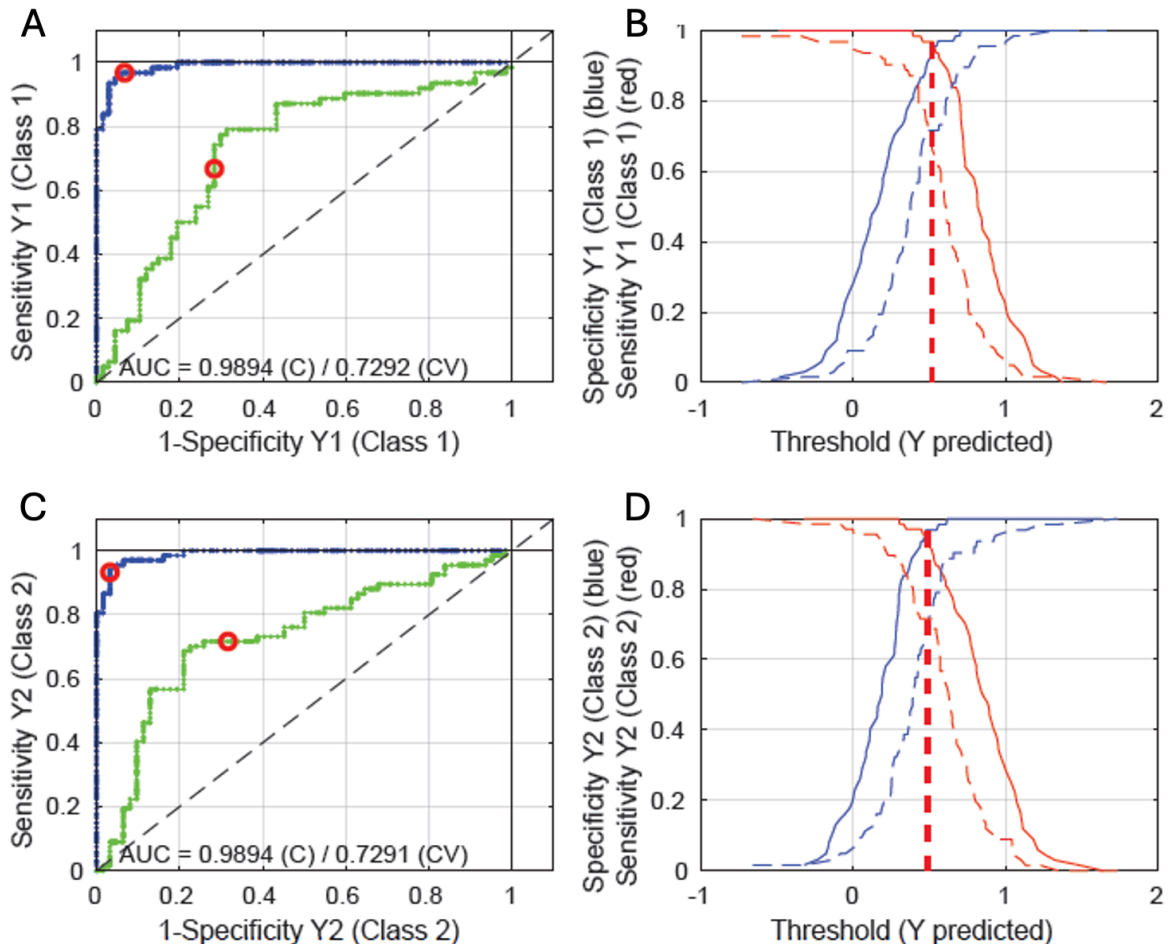 A
Sensitivity Y1 (Class 1)
1
0.8
0.6
0.4
0.2
0
AUC = 0.9894 (C) / 0.7292 (CV)
0 0.2 0.4 0.6 0.8 1
1-Specificity Y1 (Class 1)
B
Specificity Y1 (Class 1) (blue)
Sensitivity Y1 (Class 1) (red)
1
0.8
0.6
0.4
0.2
0
-1 0 1 2
Threshold (Y predicted)
C
Sensitivity Y2 (Class 2)
1
0.8
0.6
0.4
0.2
0
AUC = 0.9894 (C) / 0.7291 (CV)
0 0.2 0.4 0.6 0.8 1
1-Specificity Y2 (Class 2)
D
Specificity Y2 (Class 2) (blue)
Sensitivity Y2 (Class 2) (red)
1
0.8
0.6
0.4
0.2
0
-1 0 1 2
Threshold (Y predicted)